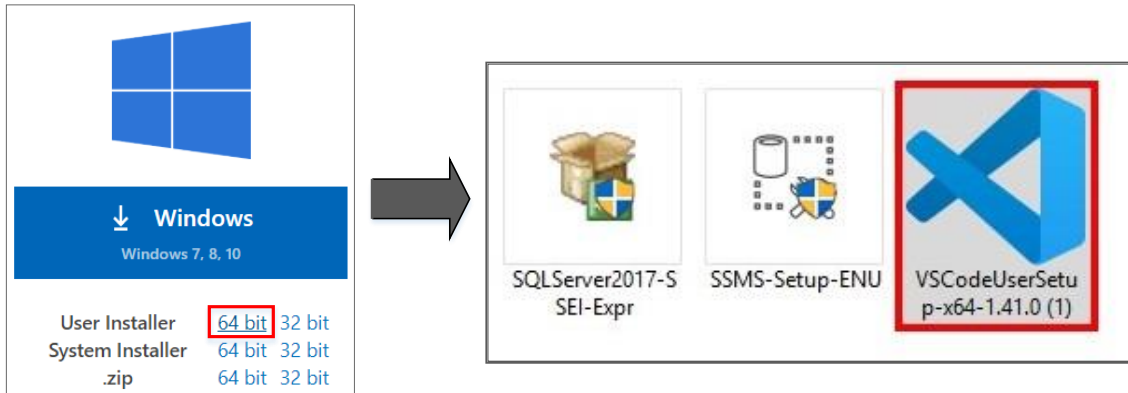 Windows
Windows 7, 8, 10
User Installer 64 bit 32 bit
System Installer 64 bit 32 bit
.zip 64 bit 32 bit
SQLServer2017-S
SEI-Expr
SSMS-Setup-ENU
VSCodeUserSetu
p-x64-1.41.0 (1)